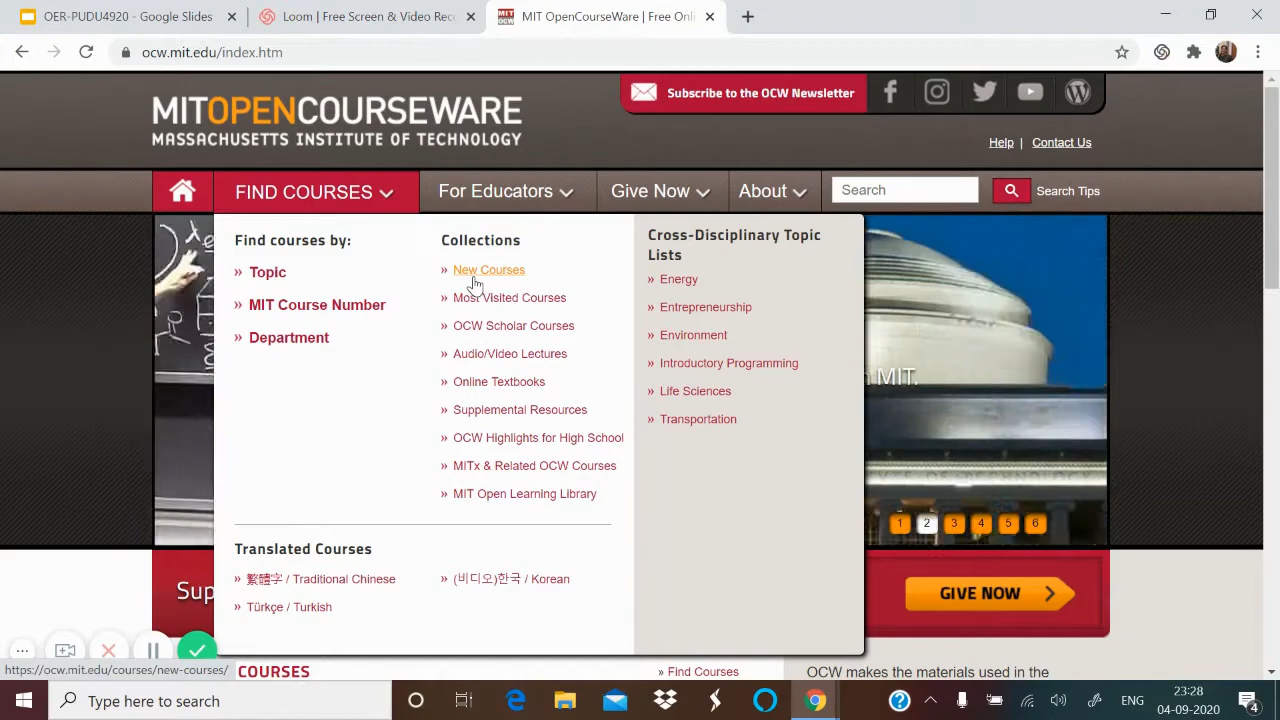 OER-PUDU4920 - Google Slides
Loom | Free Screen & Video Rec
MIT OpenCourseWare | Free Onli
ocw.mit.edu/index.htm
Subscribe to the OCW Newsletter
MITOPENCOURSEWARE
MASSACHUSETTS INSTITUTE OF TECHNOLOGY
Help | Contact Us
FIND COURSES
For Educators
Give Now
About
Search
Search Tips
Find courses by:
» Topic
» MIT Course Number
» Department
Collections
» New Courses
» Most Visited Courses
» OCW Scholar Courses
» Audio/Video Lectures
» Online Textbooks
» Supplemental Resources
» OCW Highlights for High School
» MITx & Related OCW Courses
» MIT Open Learning Library
Cross-Disciplinary Topic
Lists
» Energy
» Entrepreneurship
» Environment
» Introductory Programming
» Life Sciences
» Transportation
Translated Courses
» 繁體字 / Traditional Chinese
» (비디오)한국 / Korean
» Türkçe / Turkish
MIT.
1 2 3 4 5 6
Sup
GIVE NOW
https://ocw.mit.edu/courses/new-courses/
COURSES
» Find Courses
OCW makes the materials used in the
Type here to search
ENG
23:28
04-09-2020
4